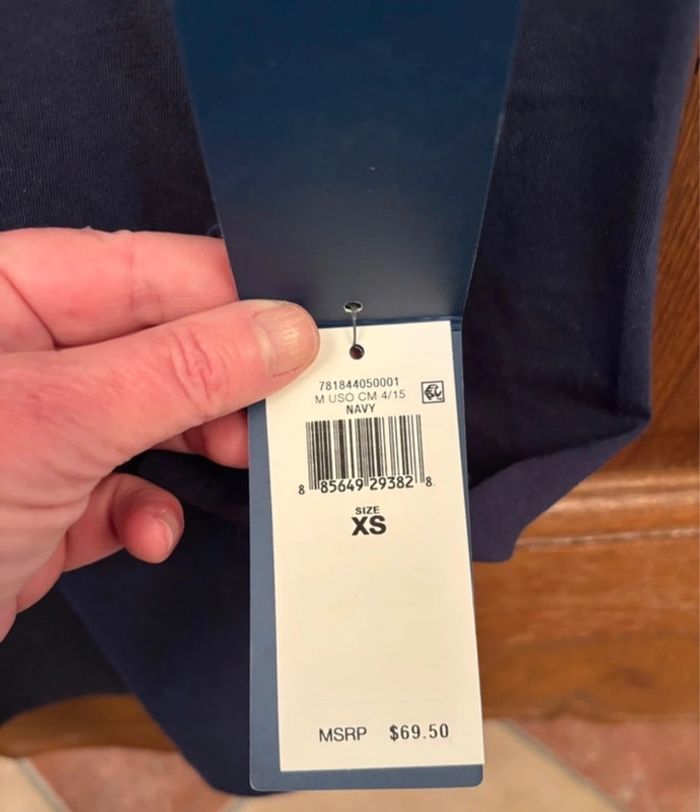 781844050001
M USO CM 4/15
NAVY
8 85649 29382 8
SIZE
XS
MSRP $69.50